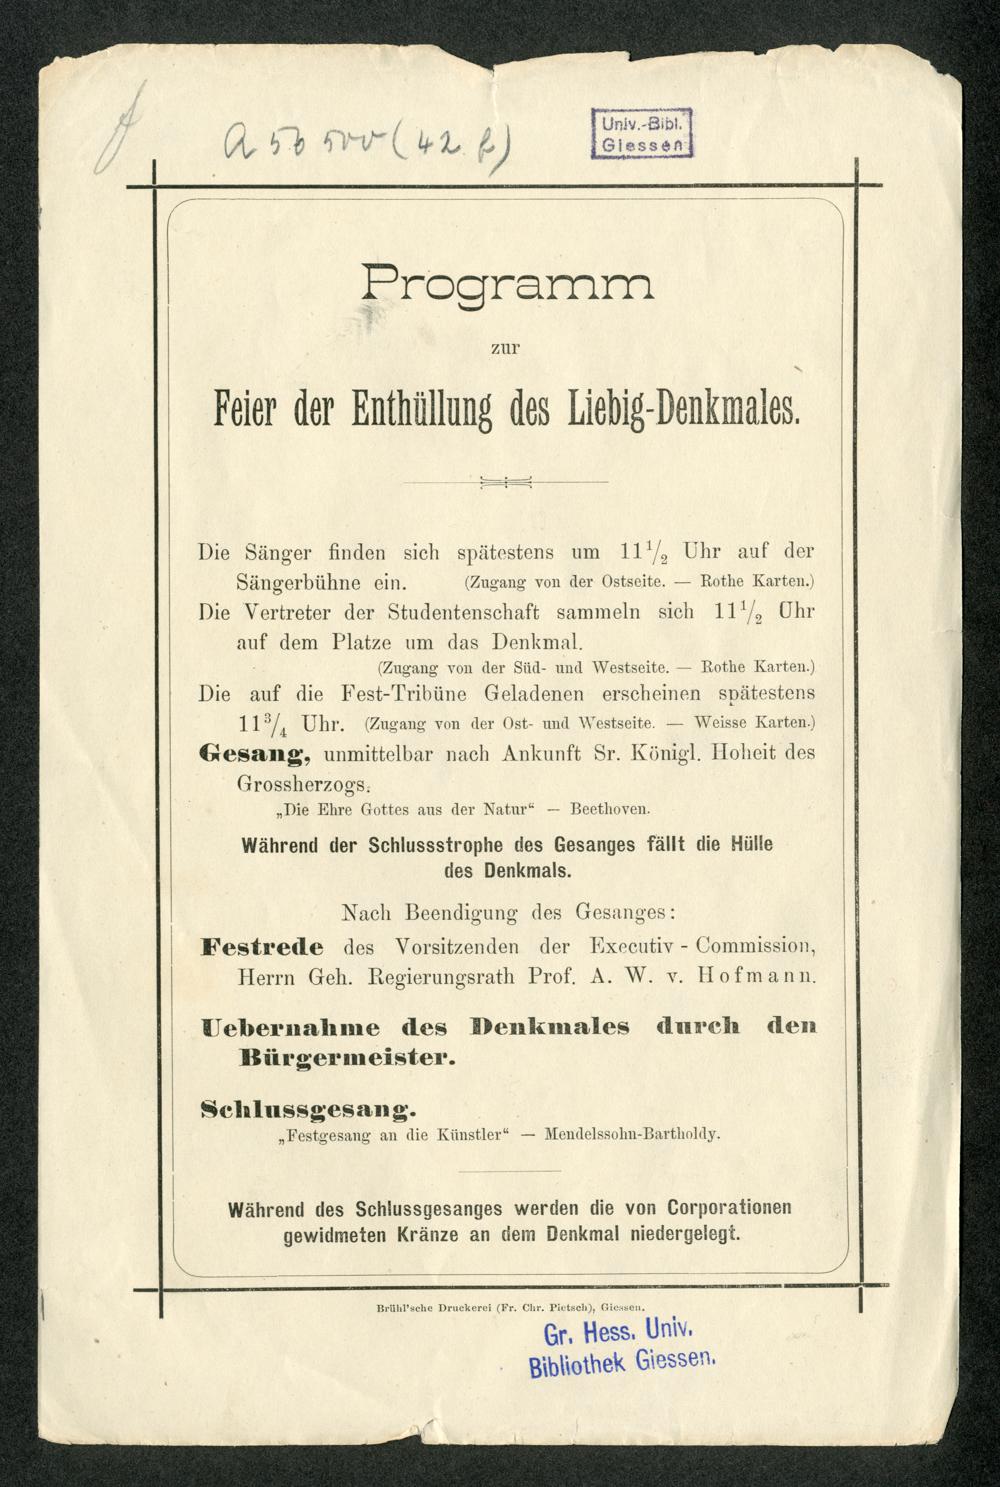 A 56 500 (42 f)
Univ.-Bibl.
Giessen
Programm
zur
Feier der Enthüllung des Liebig-Denkmales.
Die Sänger finden sich spätestens um 11 1/2 Uhr auf der
Sängerbühne ein. (Zugang von der Ostseite. — Rothe Karten.)
Die Vertreter der Studentenschaft sammeln sich 11 1/2 Uhr
auf dem Platze um das Denkmal.
(Zugang von der Süd- und Westseite. — Rothe Karten.)
Die auf die Fest-Tribüne Geladenen erscheinen spätestens
11 3/4 Uhr. (Zugang von der Ost- und Westseite. — Weisse Karten.)
Gesang, unmittelbar nach Ankunft Sr. Königl. Hoheit des
Grossherzogs.
„Die Ehre Gottes aus der Natur“ — Beethoven.
Während der Schlussstrophe des Gesanges fällt die Hülle
des Denkmals.
Nach Beendigung des Gesanges:
Festrede des Vorsitzenden der Executiv-Commission,
Herrn Geh. Regierungsrath Prof. A. W. v. Hofmann.
Uebernahme des Denkmales durch den
Bürgermeister.
Schlussgesang.
„Festgesang an die Künstler“ — Mendelssohn-Bartholdy.
Während des Schlussgesanges werden die von Corporationen
gewidmeten Kränze an dem Denkmal niedergelegt.
Brühl'sche Druckerei (Fr. Chr. Pietsch), Giessen.
Gr. Hess. Univ.
Bibliothek Giessen.